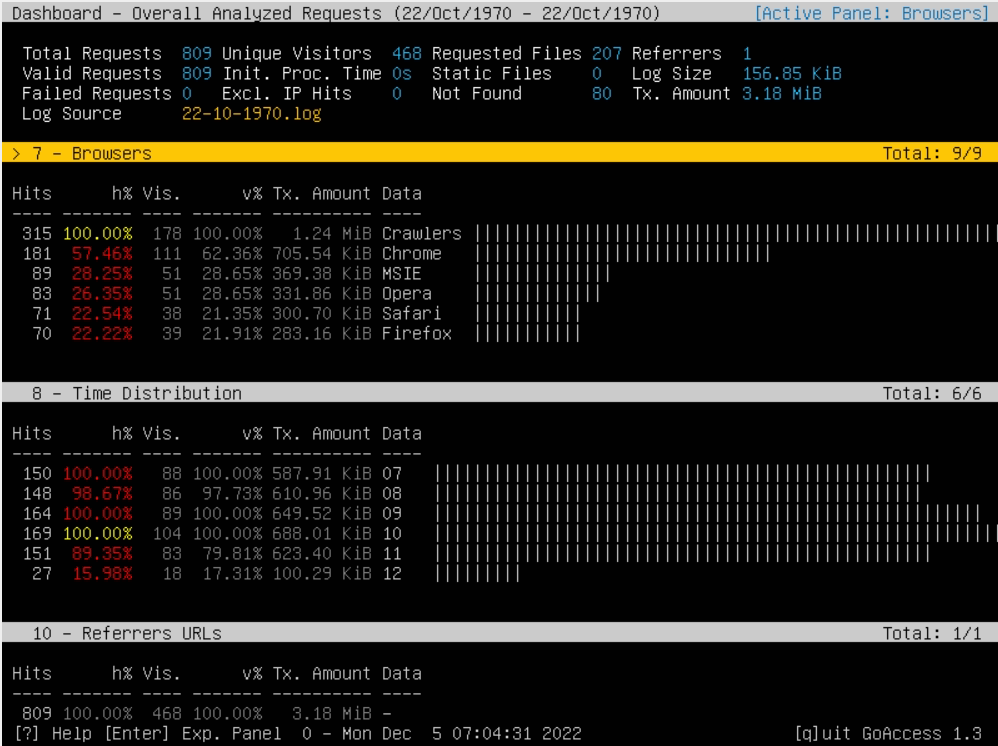 Dashboard - Overall Analyzed Requests (22/Oct/1970 - 22/Oct/1970) [Active Panel: Browsers]
Total Requests 809 Unique Visitors 468 Requested Files 207 Referrers 1
Valid Requests 809 Init. Proc. Time 0s Static Files 0 Log Size 156.85 KiB
Failed Requests 0 Excl. IP Hits 0 Not Found 80 Tx. Amount 3.18 MiB
Log Source 22-10-1970.log
> 7 - Browsers Total: 9/9
Hits h% Vis. v% Tx. Amount Data
---- ------- ---- ------- ---------- ----
315 100.00% 178 100.00% 1.24 MiB Crawlers
181 57.46% 111 62.36% 705.54 KiB Chrome
89 28.25% 51 28.65% 369.38 KiB MSIE
83 26.35% 51 28.65% 331.86 KiB Opera
71 22.54% 38 21.35% 300.70 KiB Safari
70 22.22% 39 21.91% 283.16 KiB Firefox
8 - Time Distribution Total: 6/6
Hits h% Vis. v% Tx. Amount Data
---- ------- ---- ------- ---------- ----
150 100.00% 88 100.00% 587.91 KiB 07
148 98.67% 86 97.73% 610.96 KiB 08
164 100.00% 89 100.00% 649.52 KiB 09
169 100.00% 104 100.00% 688.01 KiB 10
151 89.35% 83 79.81% 623.40 KiB 11
27 15.98% 18 17.31% 100.29 KiB 12
10 - Referrers URLs Total: 1/1
Hits h% Vis. v% Tx. Amount Data
---- ------- ---- ------- ---------- ----
809 100.00% 468 100.00% 3.18 MiB -
[?] Help [Enter] Exp. Panel 0 - Mon Dec 5 07:04:31 2022 [q]uit GoAccess 1.3